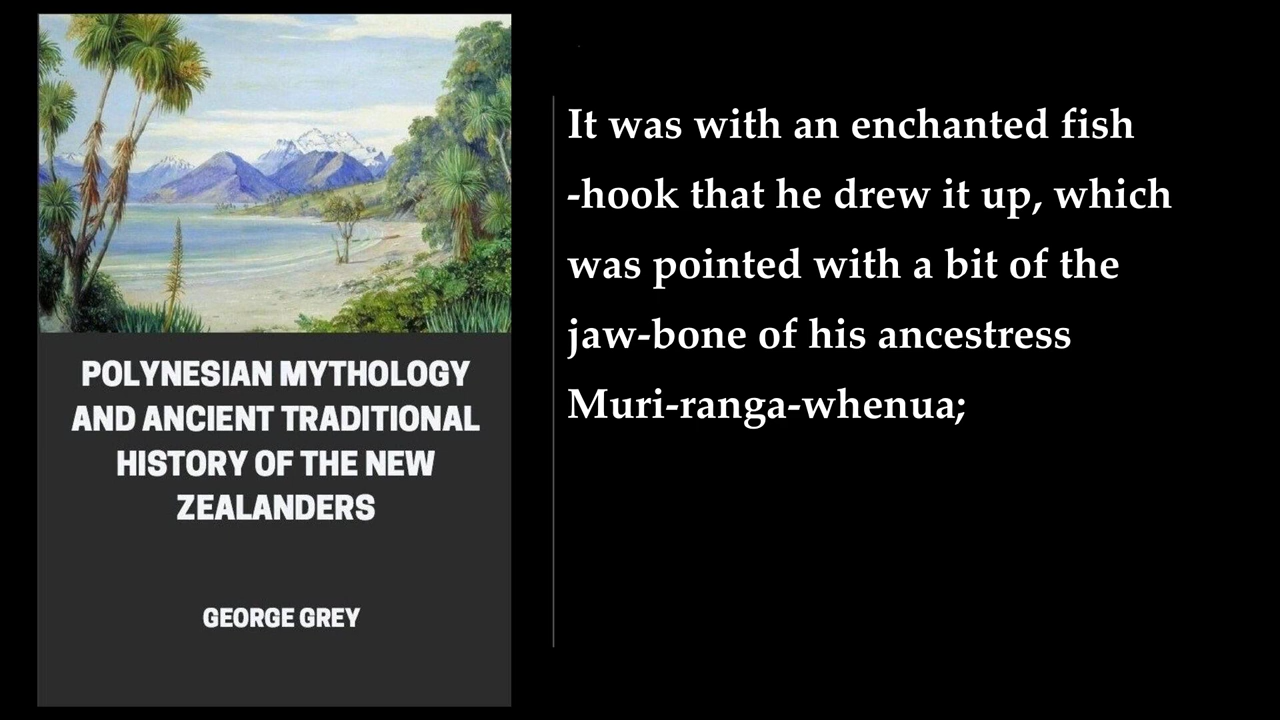 POLYNESIAN MYTHOLOGY
AND ANCIENT TRADITIONAL
HISTORY OF THE NEW
ZEALANDERS
GEORGE GREY
It was with an enchanted fish
-hook that he drew it up, which
was pointed with a bit of the
jaw-bone of his ancestress
Muri-ranga-whenua;